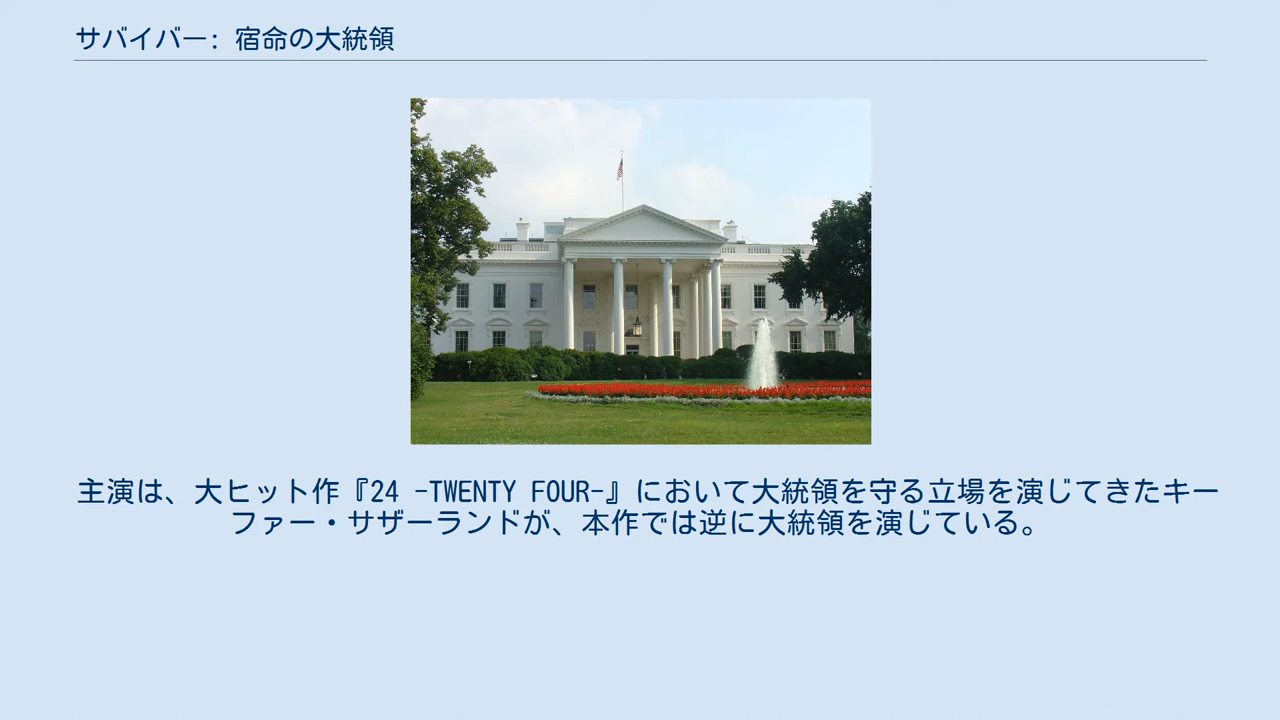 サバイバー: 宿命の大統領
主演は、大ヒット作『24 -TWENTY FOUR-』において大統領を守る立場を演じてきたキー
ファー・サザーランドが、本作では逆に大統領を演じている。